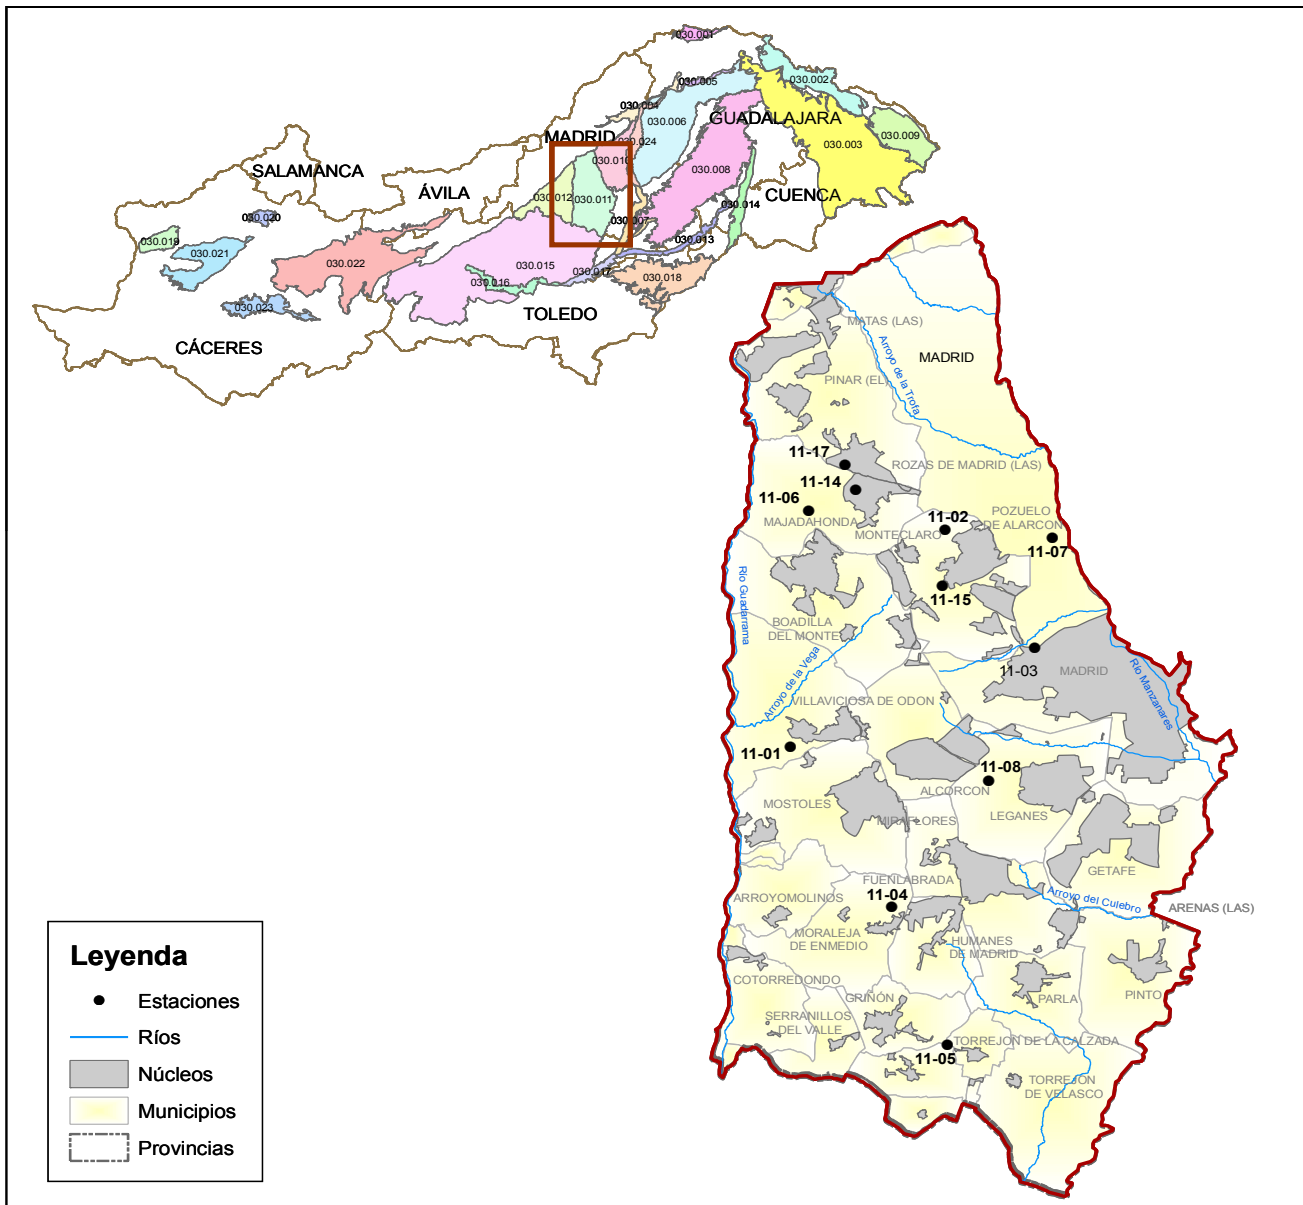 030.001
030.002
030.005
030.004
030.006
GUADALAJARA
030.009
MADRID
030.024
030.003
030.010
SALAMANCA
030.008
ÁVILA
CUENCA
030.012
030.011
030.014
030.020
030.007
030.019
030.013
030.021
030.022
030.015
030.017
030.018
030.016
030.023
TOLEDO
CÁCERES
MATAS (LAS)
Arroyo de la Trofa
MADRID
PINAR (EL)
11-17
ROZAS DE MADRID (LAS)
11-14
11-06
MAJADAHONDA
11-02
POZUELO
DE ALARCON
MONTECLARO
11-07
Río Guadarrama
11-15
BOADILLA
DEL MONTE
11-03
MADRID
Río Manzanares
Arroyo de la Vega
VILLAVICIOSA DE ODON
11-01
11-08
ALCORCON
MOSTOLES
MIRAFLORES
LEGANES
GETAFE
FUENLABRADA
11-04
ARROYOMOLINOS
Arroyo del Culebro
ARENAS (LAS)
MORALEJA
DE ENMEDIO
HUMANES
DE MADRID
COTORREDONDO
GRIÑÓN
PARLA
PINTO
SERRANILLOS
DEL VALLE
TORREJON DE LA CALZADA
11-05
TORREJON
DE VELASCO
Leyenda
Estaciones
Ríos
Núcleos
Municipios
Provincias